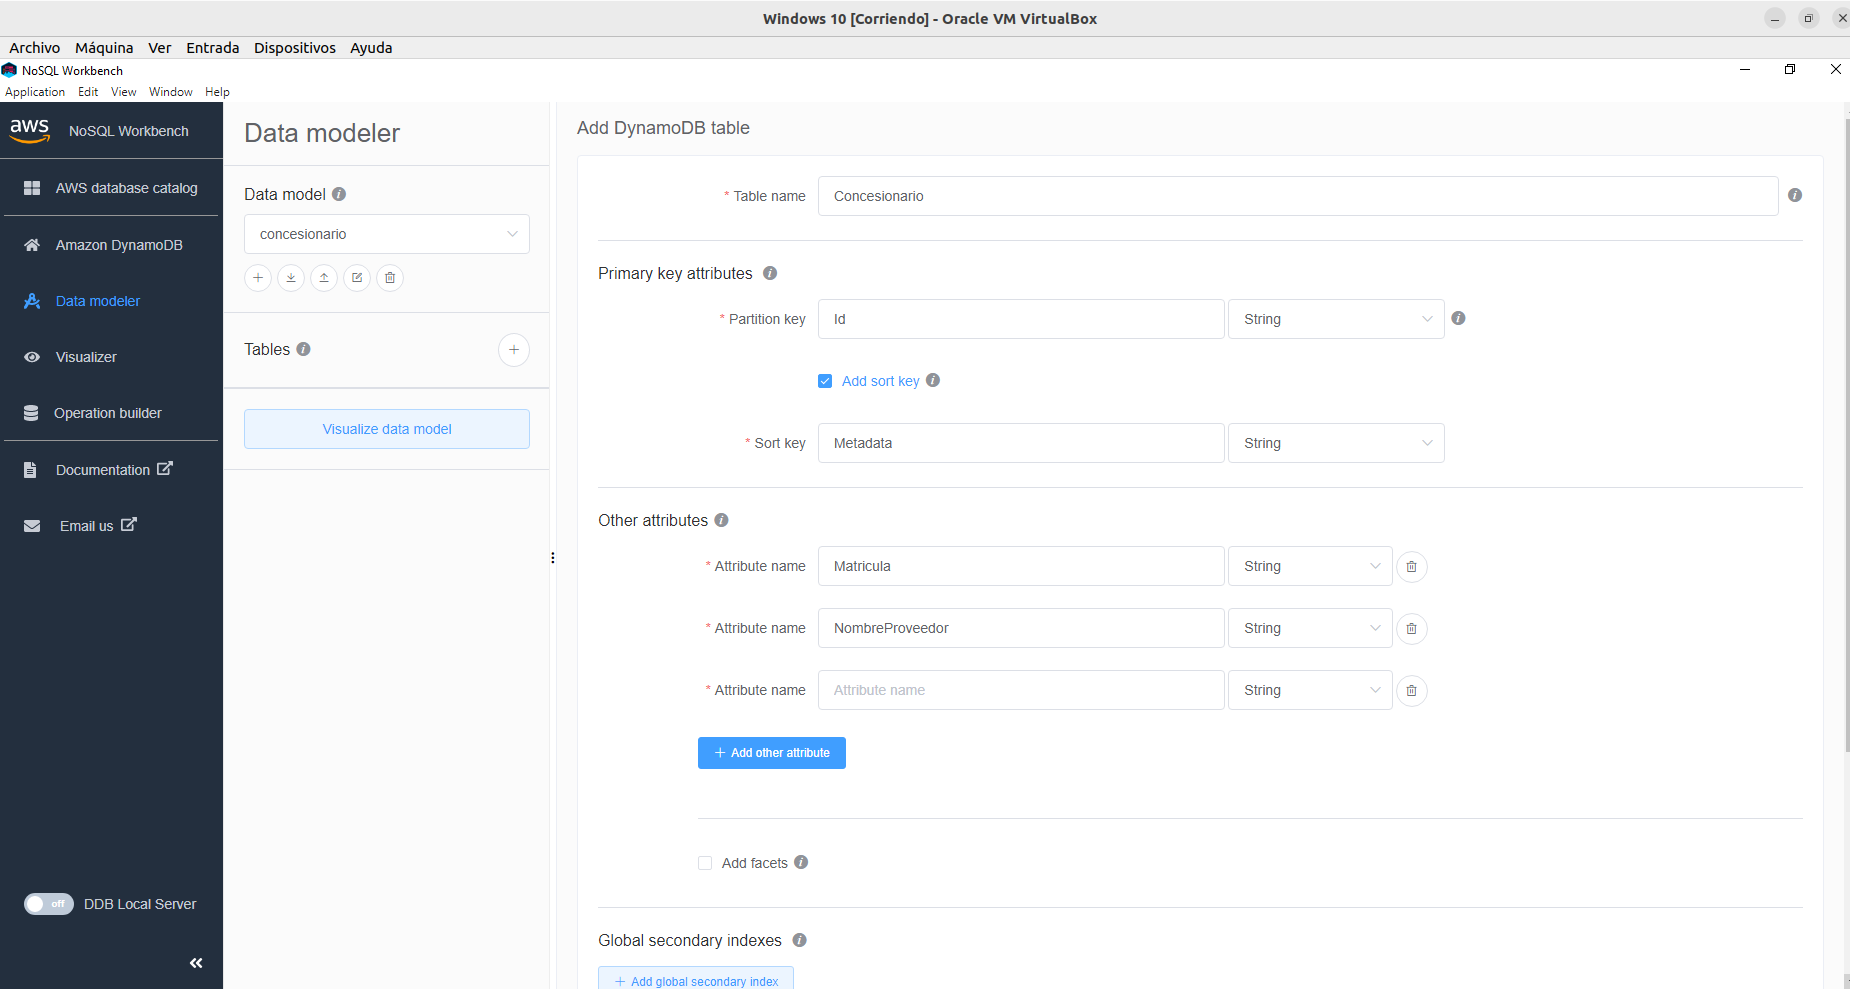 Windows 10 [Corriendo] - Oracle VM VirtualBox
Archivo Máquina Ver Entrada Dispositivos Ayuda
NoSQL Workbench
Application Edit View Window Help
aws NoSQL Workbench
AWS database catalog
Amazon DynamoDB
Data modeler
Visualizer
Operation builder
Documentation
Email us
off DDB Local Server
Data modeler
Data model
concesionario
Tables
Visualize data model
Add DynamoDB table
* Table name Concesionario
Primary key attributes
* Partition key Id String
Add sort key
* Sort key Metadata String
Other attributes
* Attribute name Matricula String
* Attribute name NombreProveedor String
* Attribute name Attribute name String
+ Add other attribute
Add facets
Global secondary indexes
+ Add global secondary index